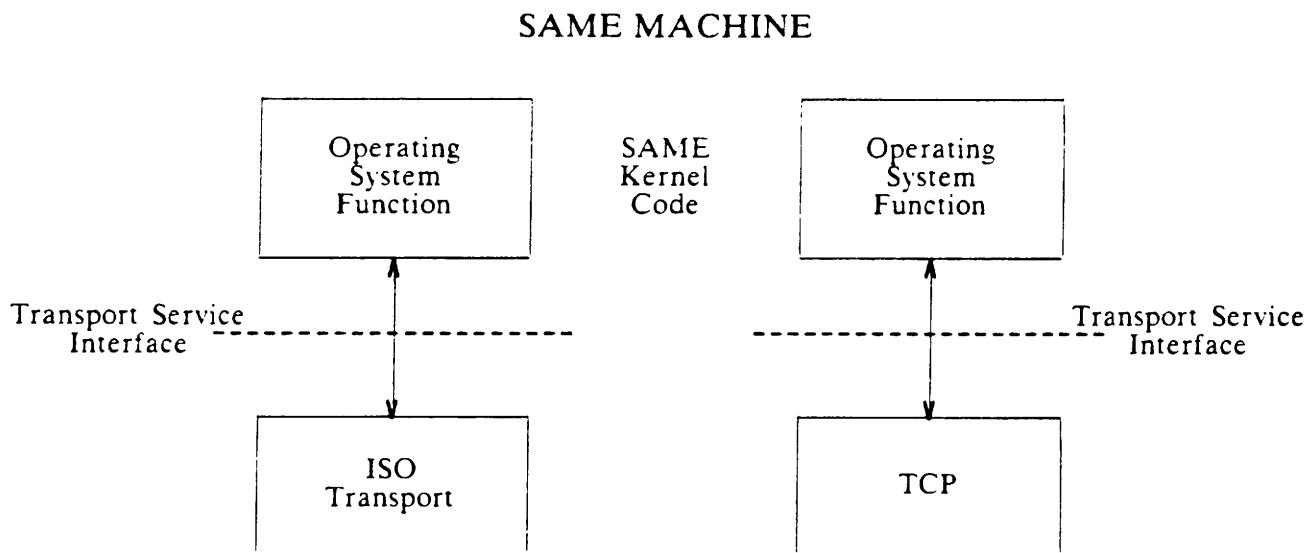 SAME MACHINE
Operating
System
Function
SAME
Kernel
Code
Operating
System
Function
Transport Service
Interface
Transport Service
Interface
ISO
Transport
TCP